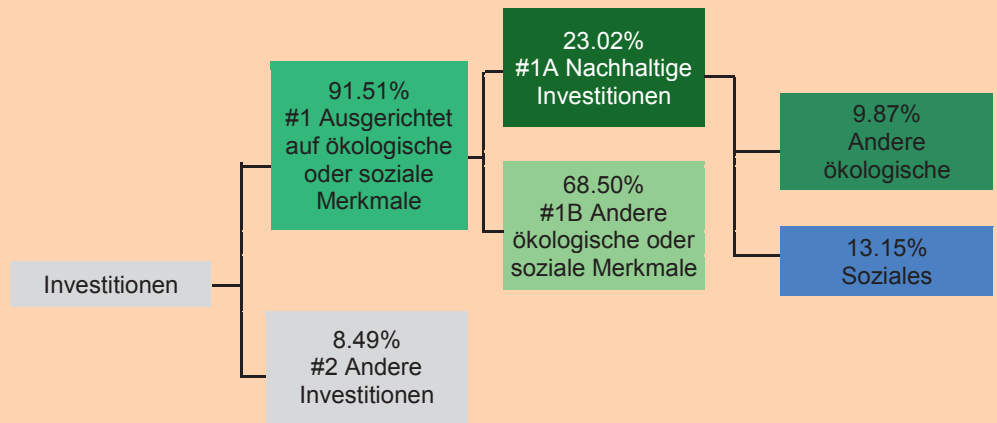 Investitionen
91.51%
#1 Ausgerichtet
auf ökologische
oder soziale
Merkmale
8.49%
#2 Andere
Investitionen
23.02%
#1A Nachhaltige
Investitionen
68.50%
#1B Andere
ökologische oder
soziale Merkmale
9.87%
Andere
ökologische
13.15%
Soziales